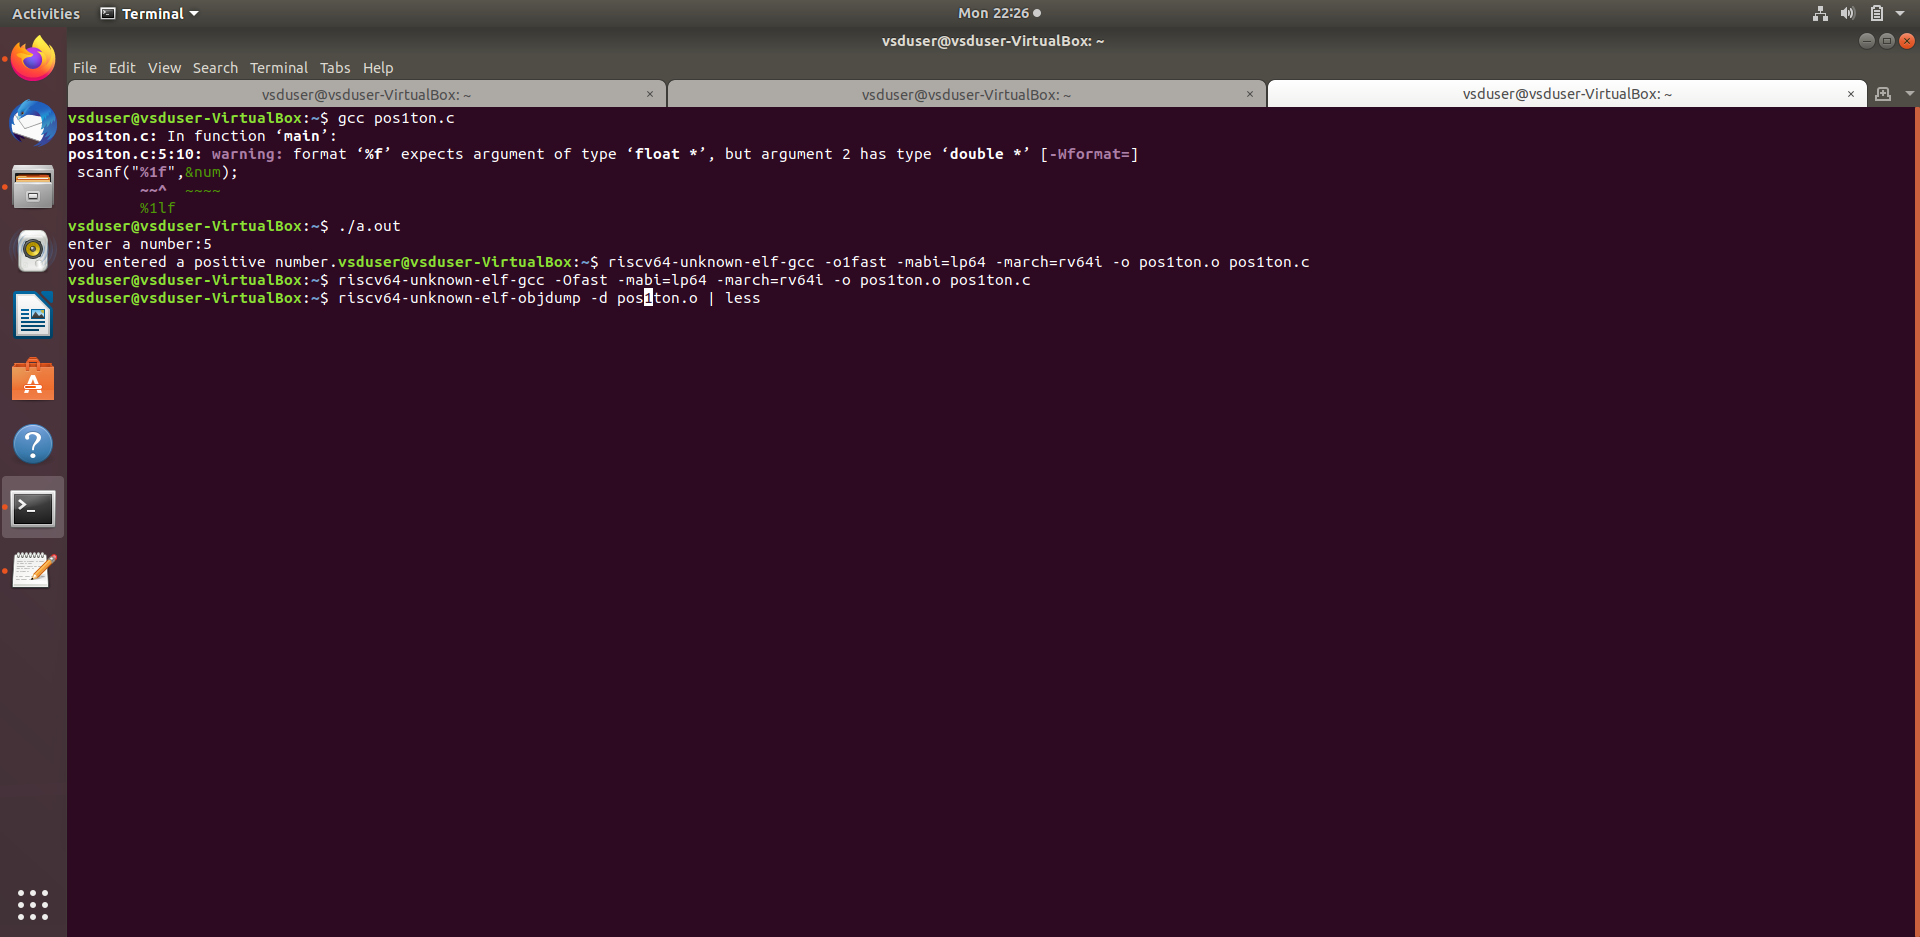 Activities Terminal Mon 22:26
vsduser@vsduser-VirtualBox: ~
File Edit View Search Terminal Tabs Help
vsduser@vsduser-VirtualBox: ~ × vsduser@vsduser-VirtualBox: ~ × vsduser@vsduser-VirtualBox: ~ ×
vsduser@vsduser-VirtualBox:~$ gcc pos1ton.c
pos1ton.c: In function ‘main’:
pos1ton.c:5:10: warning: format ‘%f’ expects argument of type ‘float *’, but argument 2 has type ‘double *’ [-Wformat=]
scanf("%1f",&num);
~~^ ~~~~
%1lf
vsduser@vsduser-VirtualBox:~$ ./a.out
enter a number:5
you entered a positive number.vsduser@vsduser-VirtualBox:~$ riscv64-unknown-elf-gcc -o1fast -mabi=lp64 -march=rv64i -o pos1ton.o pos1ton.c
vsduser@vsduser-VirtualBox:~$ riscv64-unknown-elf-gcc -Ofast -mabi=lp64 -march=rv64i -o pos1ton.o pos1ton.c
vsduser@vsduser-VirtualBox:~$ riscv64-unknown-elf-objdump -d pos1ton.o | less